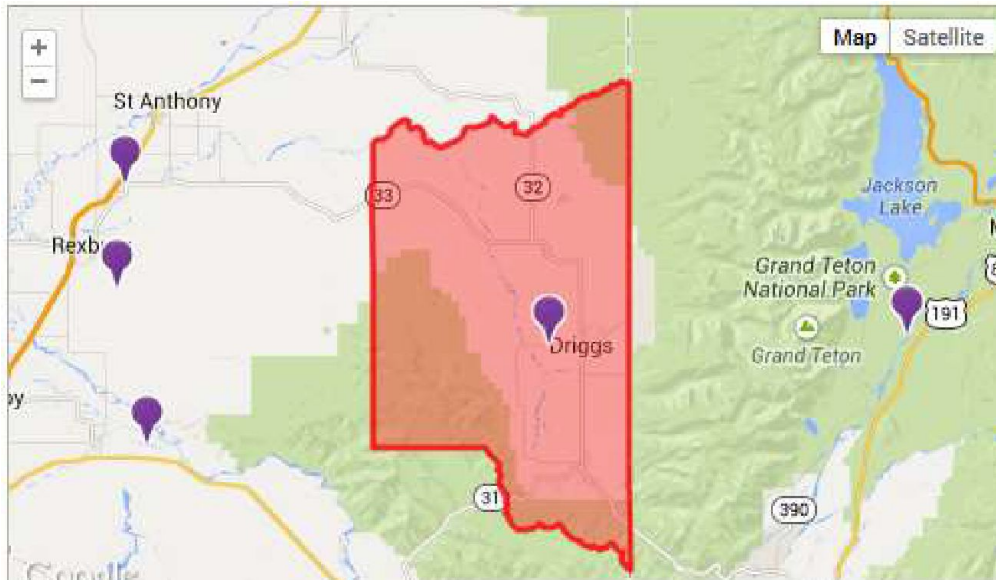 +
−
Map Satellite
St Anthony
33
32
Jackson
Lake
Grand Teton
National Park
191
Grand Teton
Driggs
31
390